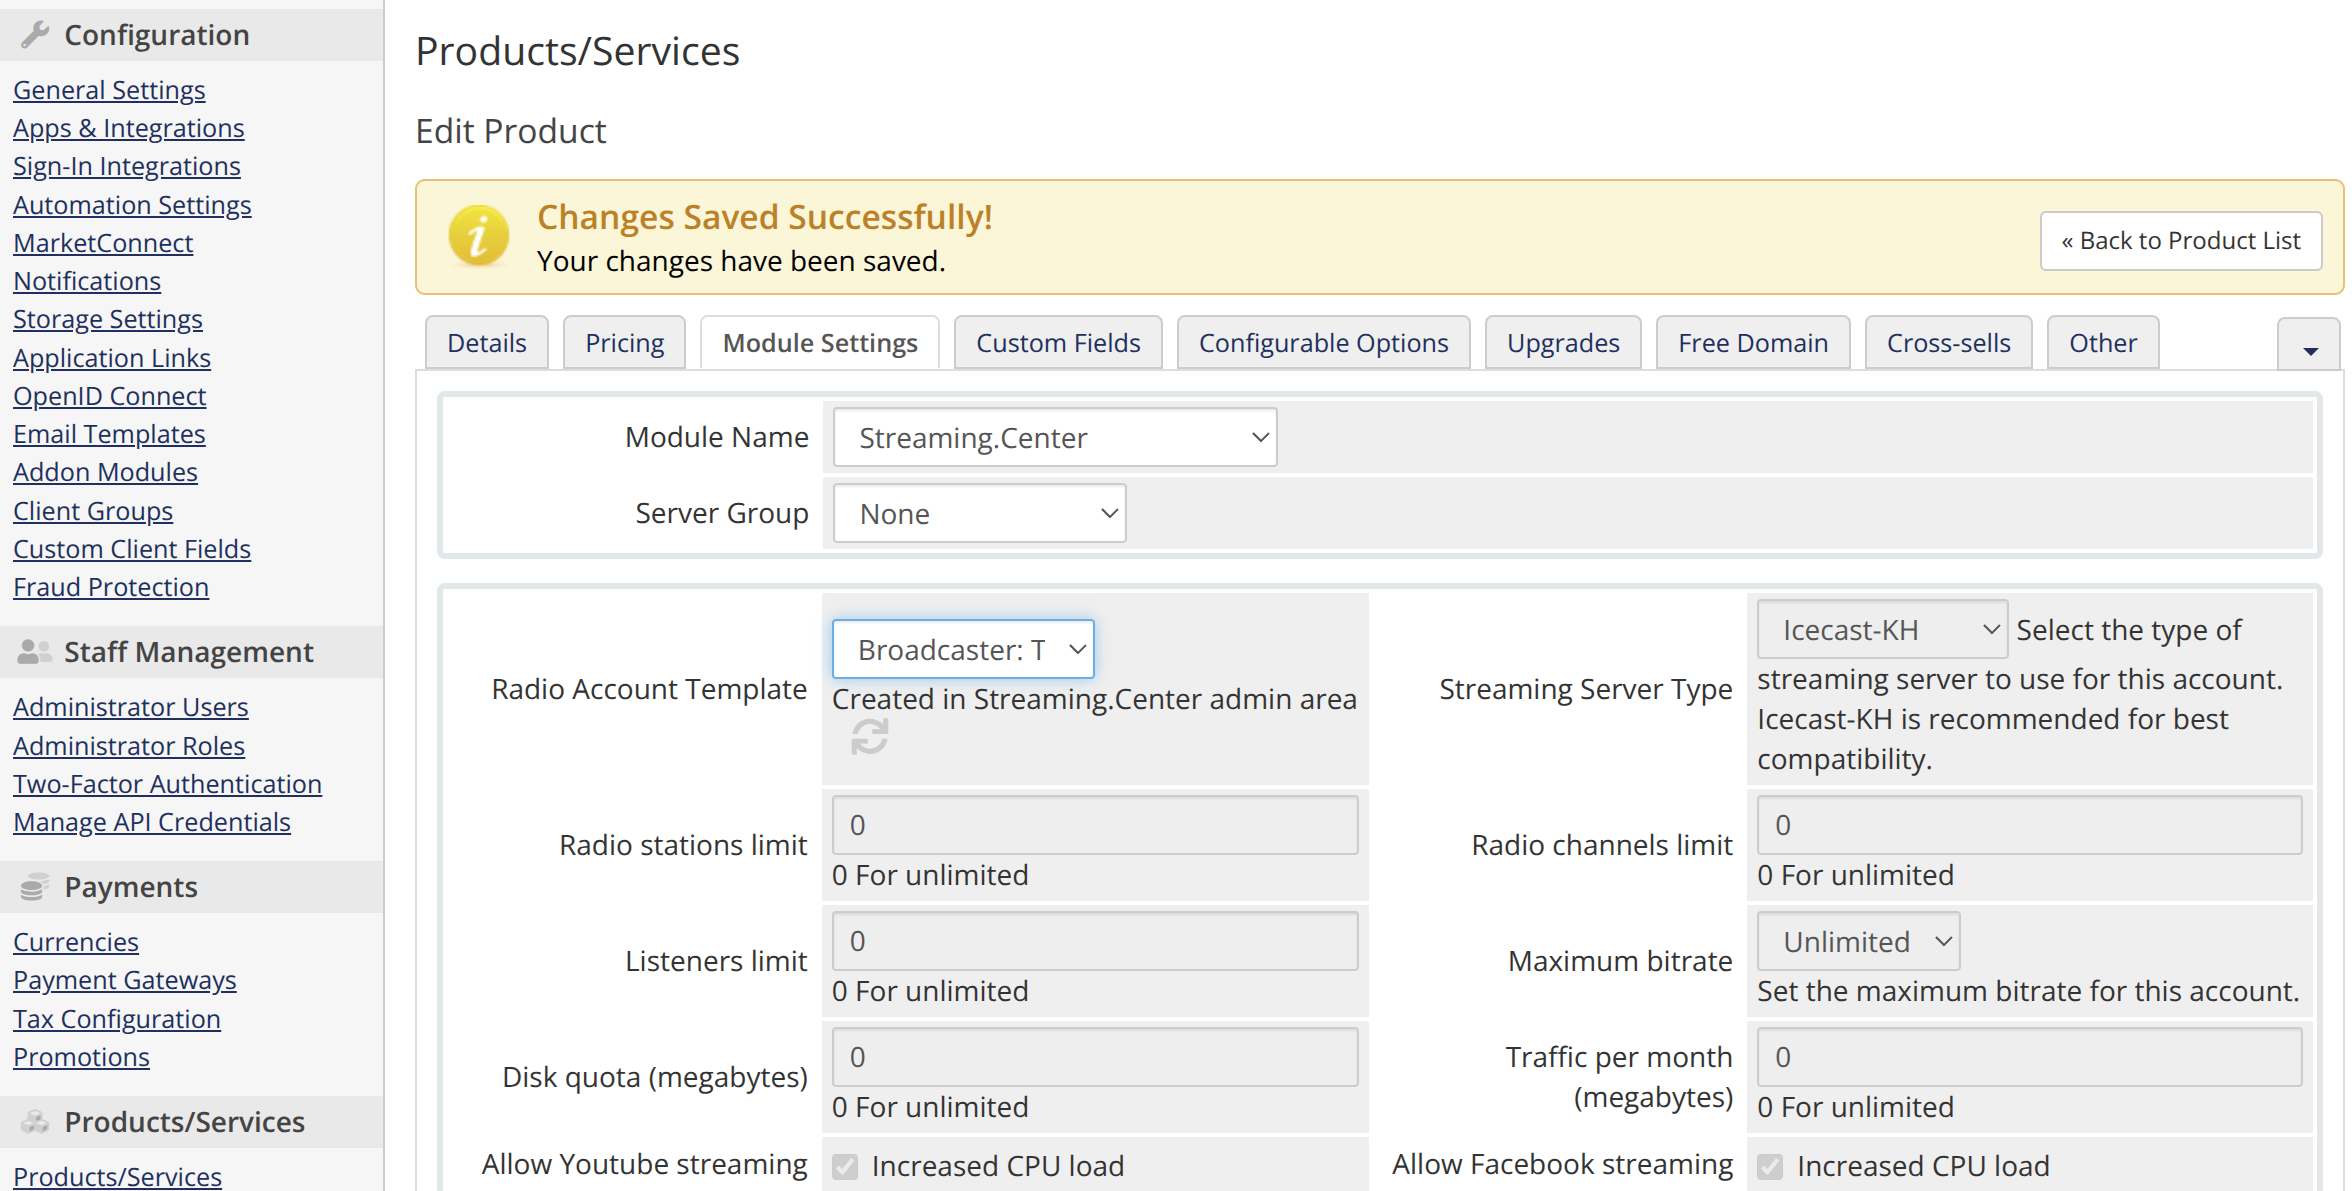 Configuration
General Settings
Apps & Integrations
Sign-In Integrations
Automation Settings
MarketConnect
Notifications
Storage Settings
Application Links
OpenID Connect
Email Templates
Addon Modules
Client Groups
Custom Client Fields
Fraud Protection
Staff Management
Administrator Users
Administrator Roles
Two-Factor Authentication
Manage API Credentials
Payments
Currencies
Payment Gateways
Tax Configuration
Promotions
Products/Services
Products/Services
Products/Services
Edit Product
Changes Saved Successfully!
Your changes have been saved.
« Back to Product List
Details
Pricing
Module Settings
Custom Fields
Configurable Options
Upgrades
Free Domain
Cross-sells
Other
Module Name
Streaming.Center
Server Group
None
Radio Account Template
Broadcaster: T
Created in Streaming.Center admin area
Streaming Server Type
Icecast-KH Select the type of
streaming server to use for this account.
Icecast-KH is recommended for best
compatibility.
Radio stations limit
0
0 For unlimited
Radio channels limit
0
0 For unlimited
Listeners limit
0
0 For unlimited
Maximum bitrate
Unlimited
Set the maximum bitrate for this account.
Disk quota (megabytes)
0
0 For unlimited
Traffic per month
(megabytes)
0
0 For unlimited
Allow Youtube streaming
Increased CPU load
Allow Facebook streaming
Increased CPU load